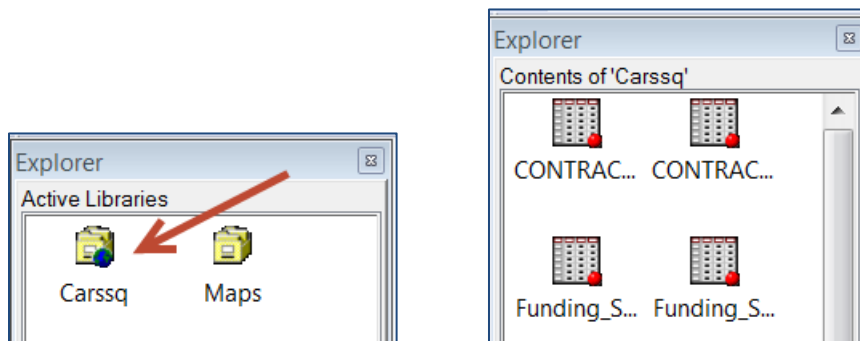 Explorer
Active Libraries
Carssq Maps
Explorer
Contents of 'Carssq'
CONTRAC... CONTRAC...
Funding_S... Funding_S...